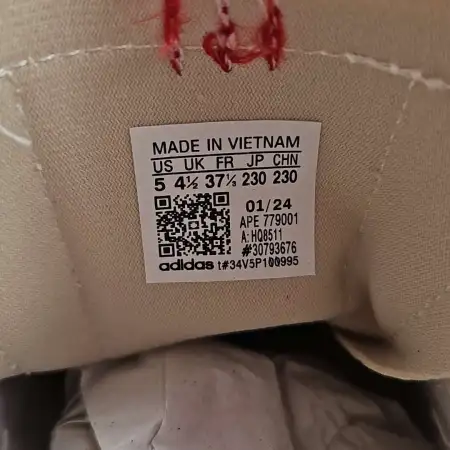 MADE IN VIETNAM
US UK FR JP CHN
5 4½ 37⅓ 230 230
01/24
APE 779001
A: HQ8511
#30793676
adidas t#34V5P100995